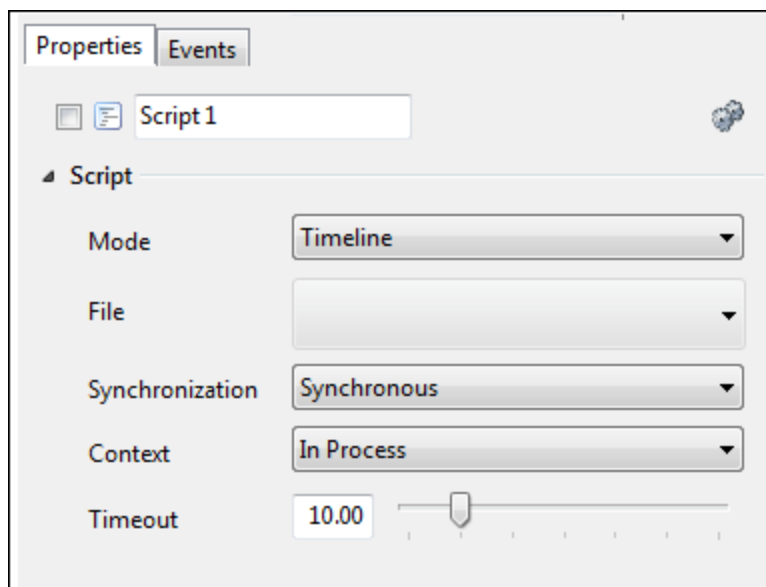 Properties Events
Script 1
Script
Mode Timeline
File
Synchronization Synchronous
Context In Process
Timeout 10.00